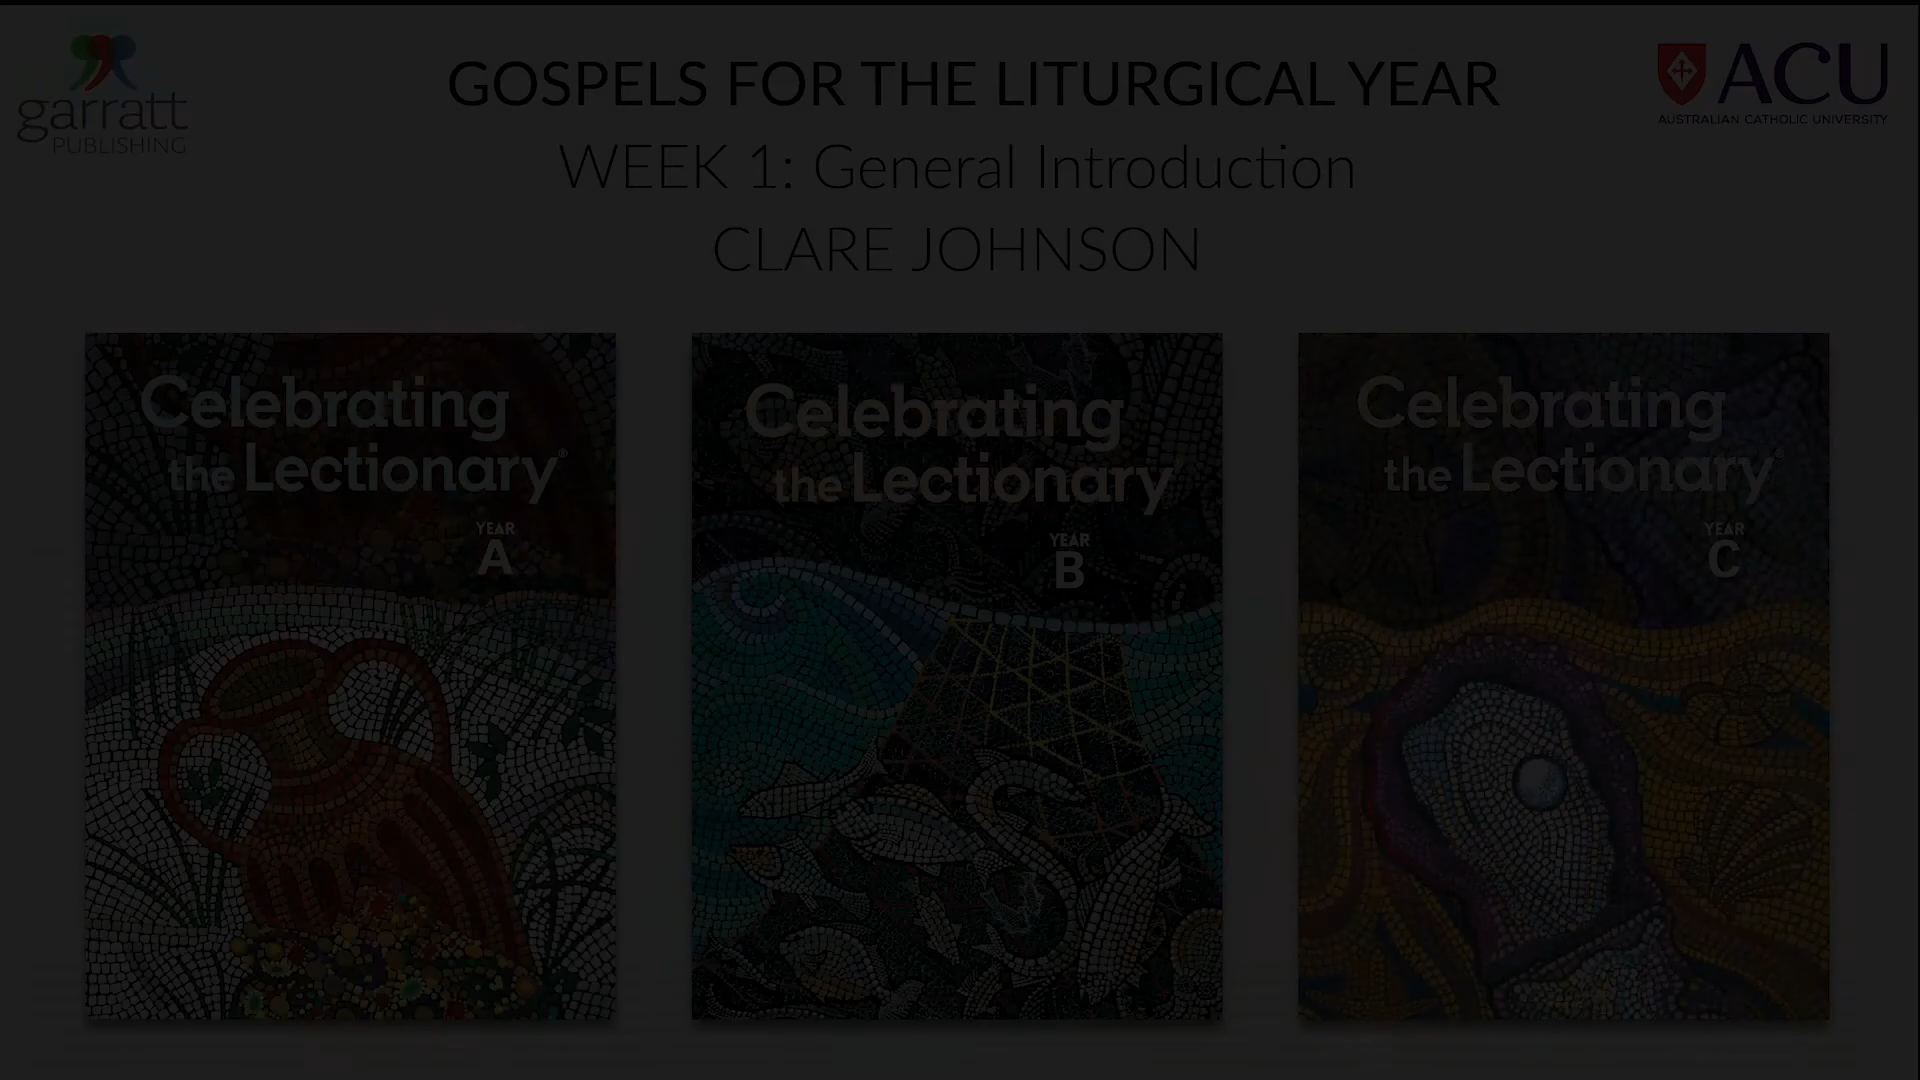 garratt
PUBLISHING
GOSPELS FOR THE LITURGICAL YEAR
WEEK 1: General Introduction
CLARE JOHNSON
ACU
AUSTRALIAN CATHOLIC UNIVERSITY
Celebrating
the Lectionary®
YEAR
A
Celebrating
the Lectionary
YEAR
B
Celebrating
the Lectionary®
YEAR
C